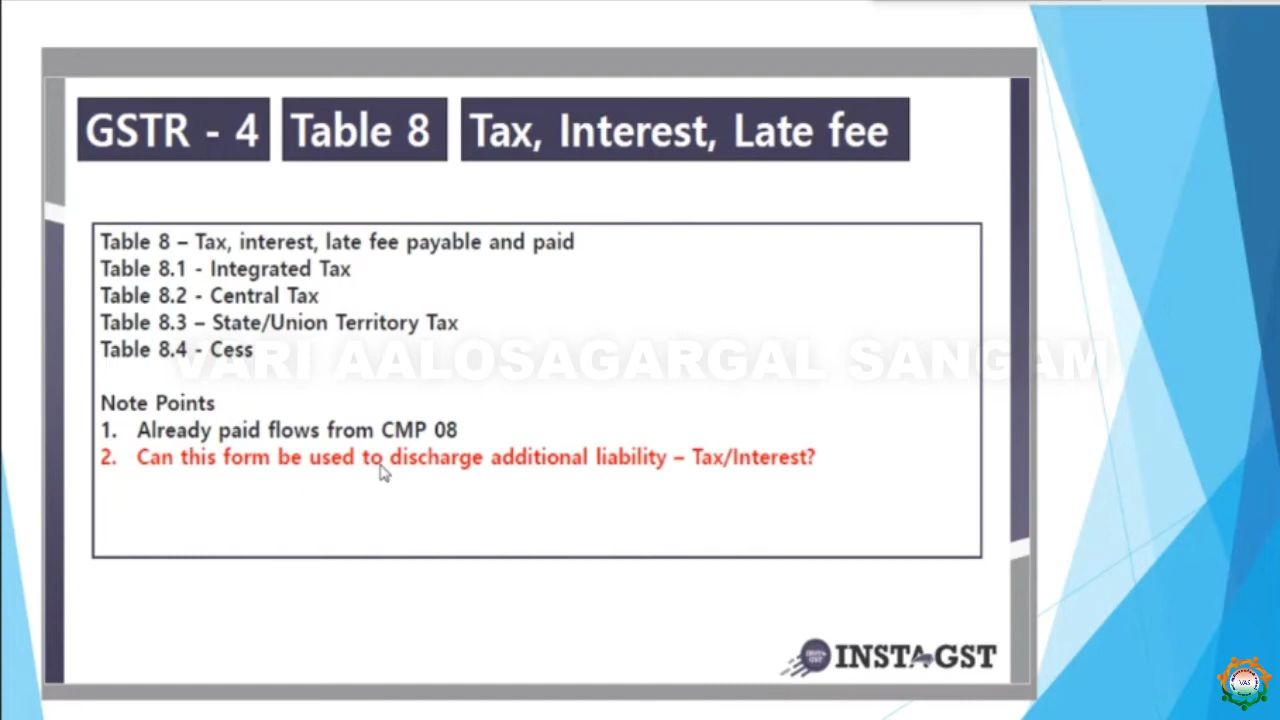 GSTR - 4 Table 8 Tax, Interest, Late fee
Table 8 – Tax, interest, late fee payable and paid
Table 8.1 - Integrated Tax
Table 8.2 - Central Tax
Table 8.3 – State/Union Territory Tax
Table 8.4 - Cess
VARI AALOSAGARGAL SANGAM
Note Points
1. Already paid flows from CMP 08
2. Can this form be used to discharge additional liability – Tax/Interest?
INSTAGST
VAS